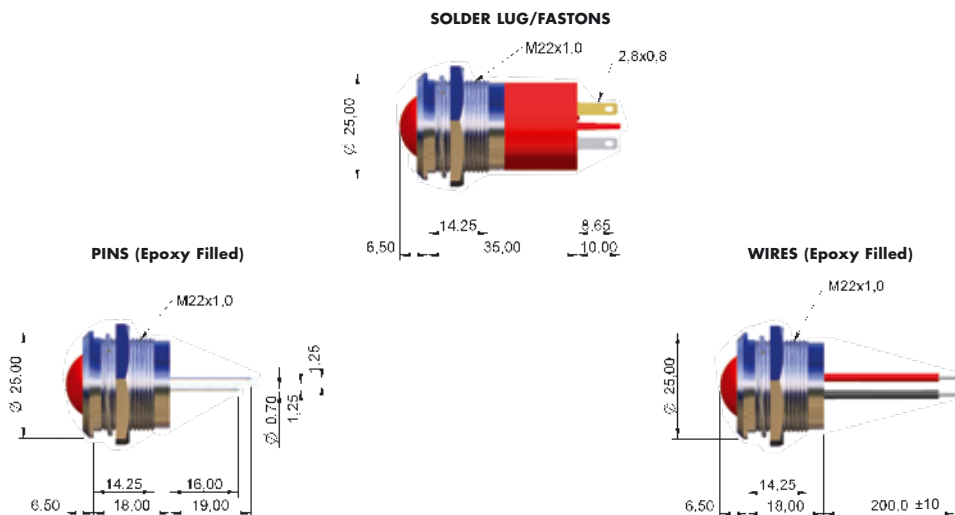 SOLDER LUG/FASTONS
M22x1,0
2,8x0,8
Ø 25,00
14.25
8.65
6,50
35,00
10.00
PINS (Epoxy Filled)
M22x1,0
Ø 25,00
1.25
Ø 0.70
1,25
14.25
16,00
6.50
18,00
19,00
WIRES (Epoxy Filled)
M22x1,0
Ø 25,00
14,25
6,50
18,00
200.0 ±10